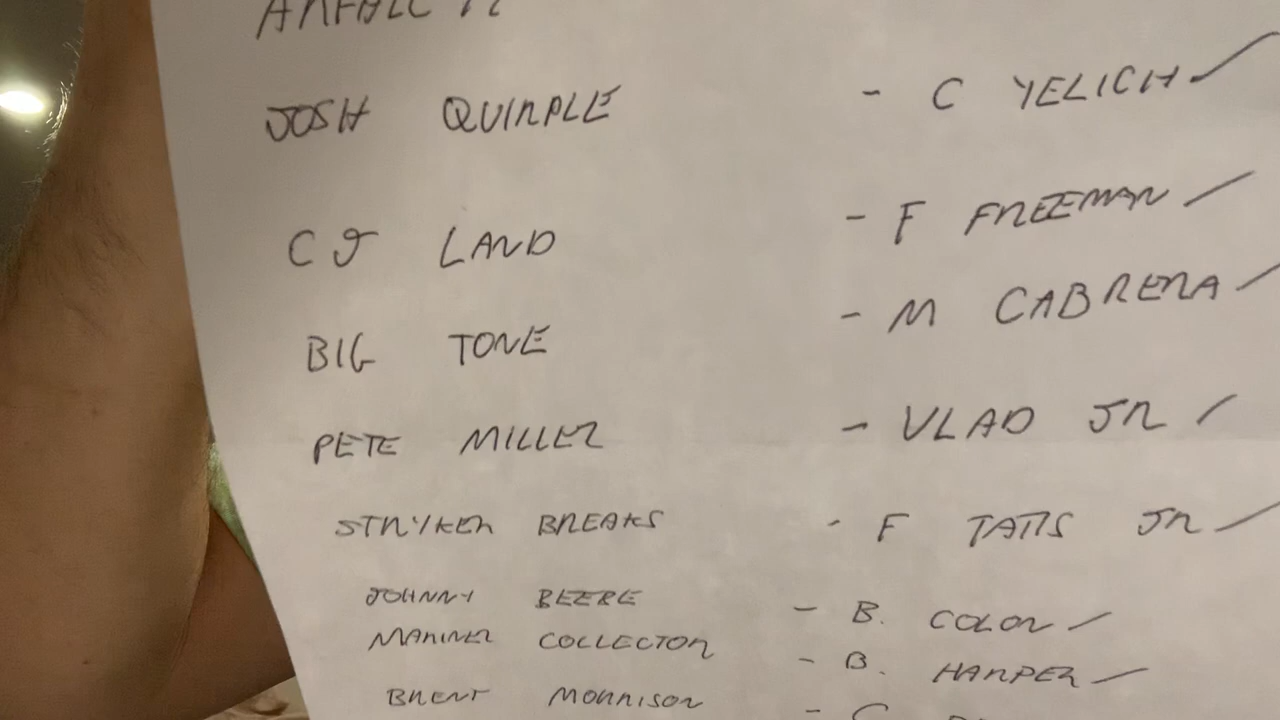 JOSH QUIRPLE - C YELICH
CJ LAND - F FREEMAN
BIG TONE - M CABRERA
PETE MILLER - VLAD JR
STRYKER BREAKS - F TATIS JR
JOHNNY BEEBE - B. COLON
MARINER COLLECTOR - B. HARPER
BRENT MORRISON - C